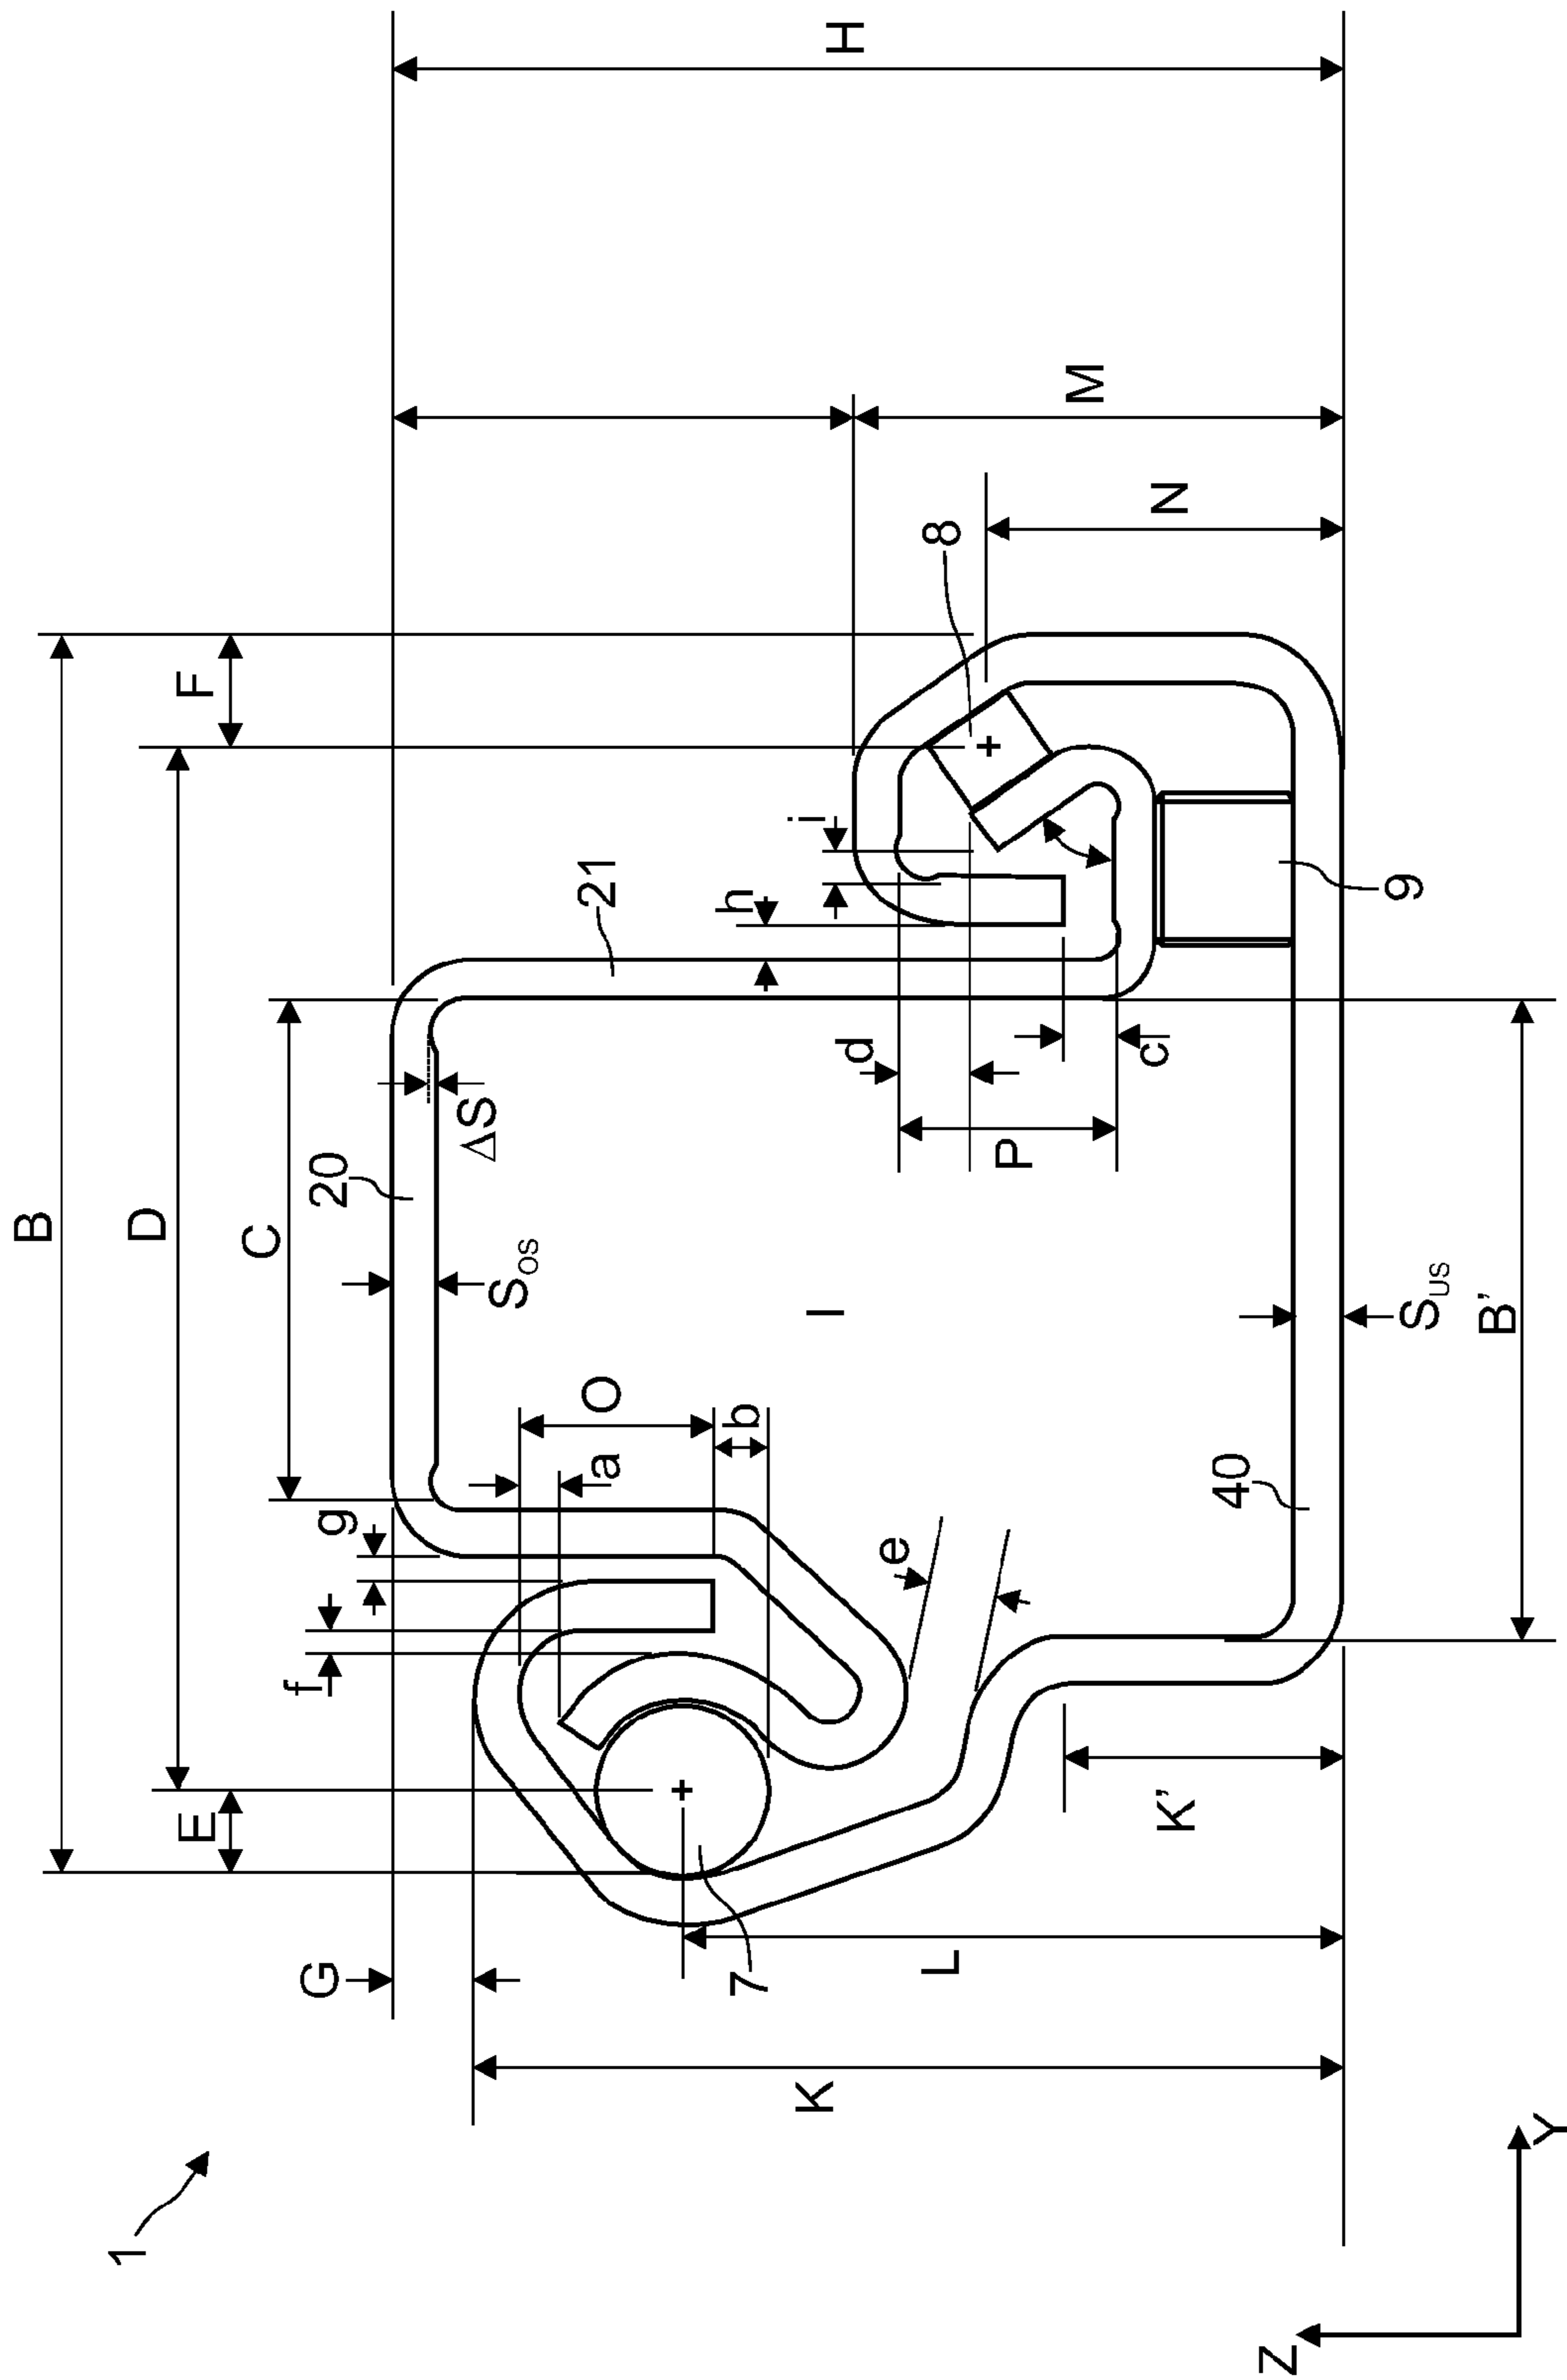 1
B
D
E
F
C
20
S_OS
ΔS
G
g
f
O
a
b
21
h
i
8
H
M
N
K
L
7
e
I
d
P
c
9
K'
40
S_US
B'
Z
Y